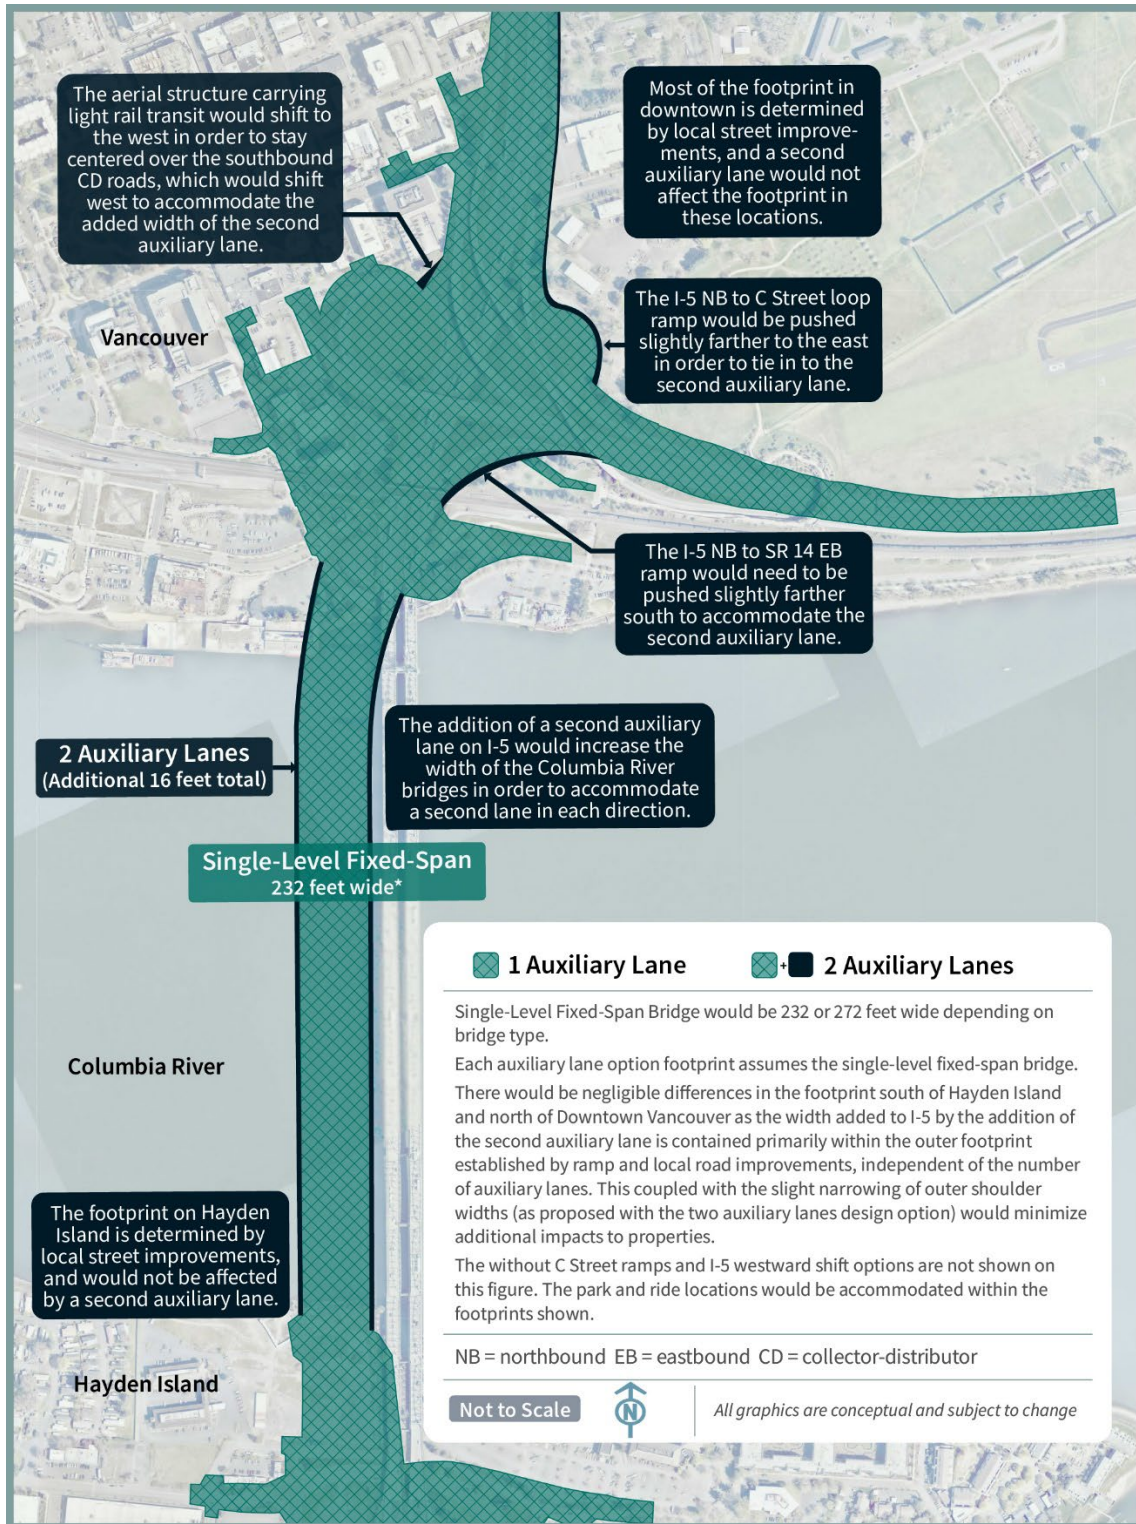 The aerial structure carrying
light rail transit would shift to
the west in order to stay
centered over the southbound
CD roads, which would shift
west to accommodate the
added width of the second
auxiliary lane.
Most of the footprint in
downtown is determined
by local street improve-
ments, and a second
auxiliary lane would not
affect the footprint in
these locations.
The I-5 NB to C Street loop
ramp would be pushed
slightly farther to the east
in order to tie in to the
second auxiliary lane.
Vancouver
The I-5 NB to SR 14 EB
ramp would need to be
pushed slightly farther
south to accommodate the
second auxiliary lane.
The addition of a second auxiliary
lane on I-5 would increase the
width of the Columbia River
bridges in order to accommodate
a second lane in each direction.
2 Auxiliary Lanes
(Additional 16 feet total)
Single-Level Fixed-Span
232 feet wide*
Columbia River
The footprint on Hayden
Island is determined by
local street improvements,
and would not be affected
by a second auxiliary lane.
Hayden Island
1 Auxiliary Lane
+ 2 Auxiliary Lanes
Single-Level Fixed-Span Bridge would be 232 or 272 feet wide depending on
bridge type.
Each auxiliary lane option footprint assumes the single-level fixed-span bridge.
There would be negligible differences in the footprint south of Hayden Island
and north of Downtown Vancouver as the width added to I-5 by the addition of
the second auxiliary lane is contained primarily within the outer footprint
established by ramp and local road improvements, independent of the number
of auxiliary lanes. This coupled with the slight narrowing of outer shoulder
widths (as proposed with the two auxiliary lanes design option) would minimize
additional impacts to properties.
The without C Street ramps and I-5 westward shift options are not shown on
this figure. The park and ride locations would be accommodated within the
footprints shown.
NB = northbound EB = eastbound CD = collector-distributor
Not to Scale
N
All graphics are conceptual and subject to change